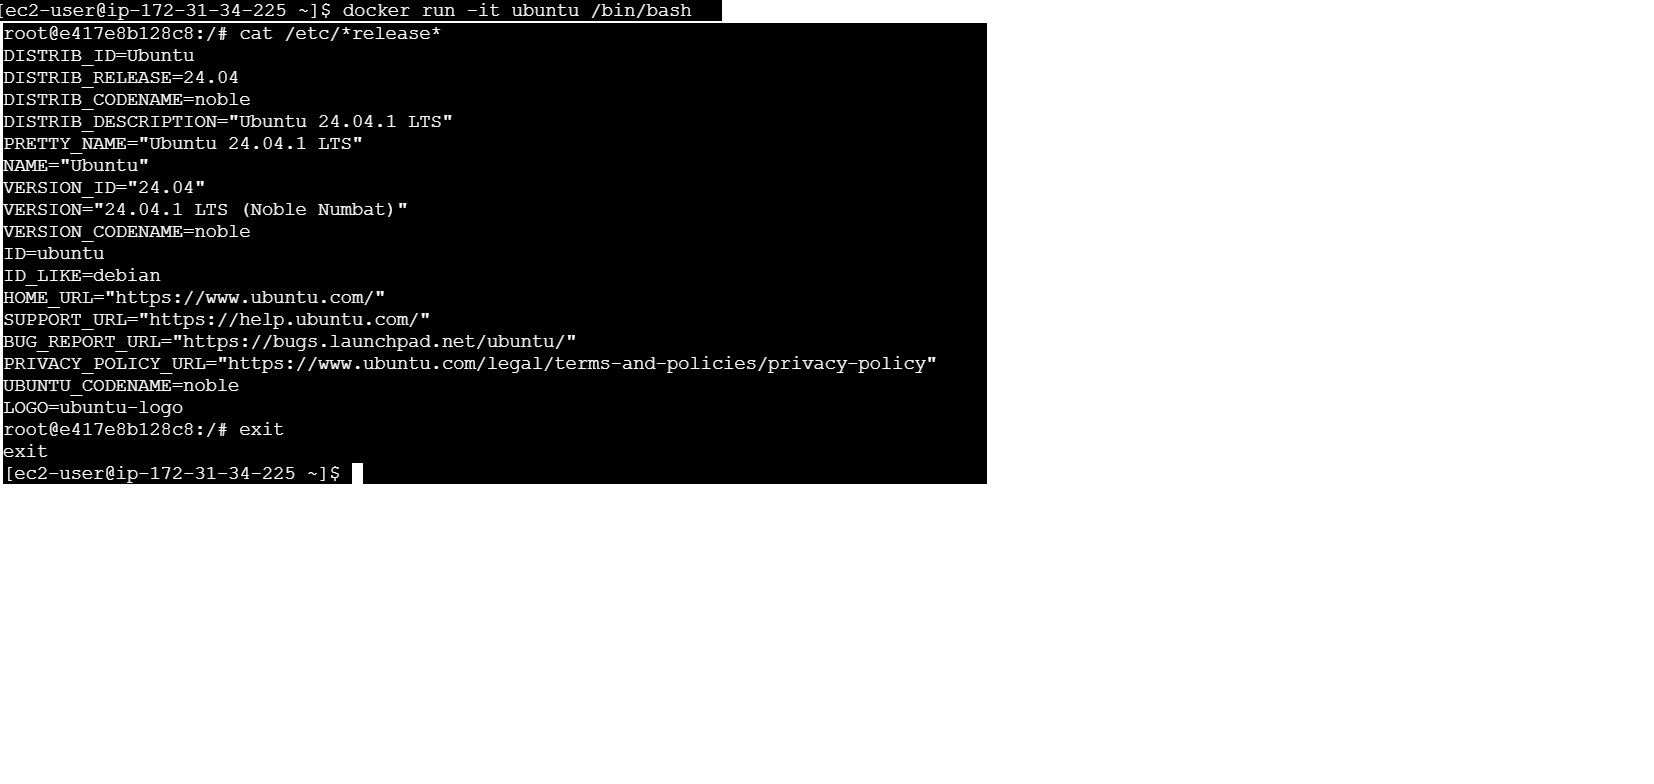 [ec2-user@ip-172-31-34-225 ~]$ docker run -it ubuntu /bin/bash
root@e417e8b128c8:/# cat /etc/*release*
DISTRIB_ID=Ubuntu
DISTRIB_RELEASE=24.04
DISTRIB_CODENAME=noble
DISTRIB_DESCRIPTION="Ubuntu 24.04.1 LTS"
PRETTY_NAME="Ubuntu 24.04.1 LTS"
NAME="Ubuntu"
VERSION_ID="24.04"
VERSION="24.04.1 LTS (Noble Numbat)"
VERSION_CODENAME=noble
ID=ubuntu
ID_LIKE=debian
HOME_URL="https://www.ubuntu.com/"
SUPPORT_URL="https://help.ubuntu.com/"
BUG_REPORT_URL="https://bugs.launchpad.net/ubuntu/"
PRIVACY_POLICY_URL="https://www.ubuntu.com/legal/terms-and-policies/privacy-policy"
UBUNTU_CODENAME=noble
LOGO=ubuntu-logo
root@e417e8b128c8:/# exit
exit
[ec2-user@ip-172-31-34-225 ~]$